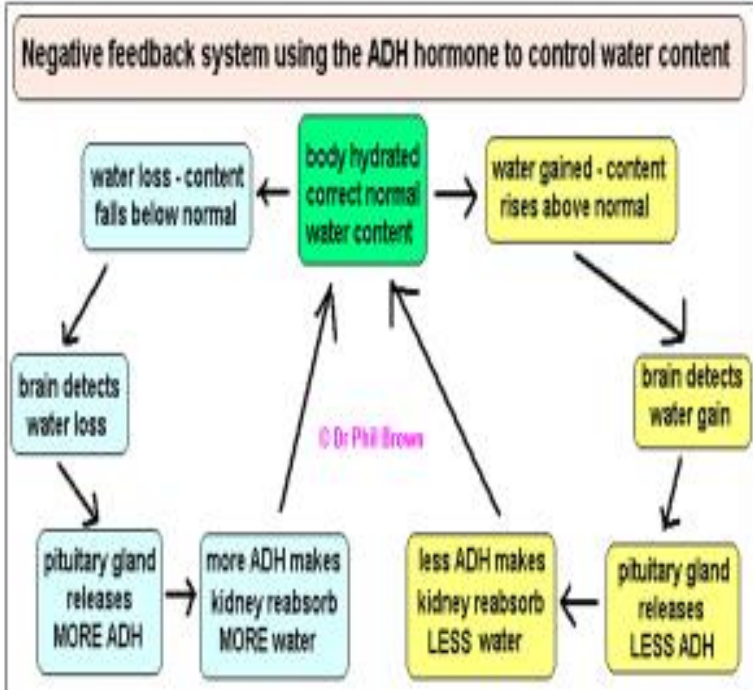 Negative feedback system using the ADH hormone to control water content
body hydrated
correct normal
water content
water loss - content
falls below normal
brain detects
water loss
pituitary gland
releases
MORE ADH
more ADH makes
kidney reabsorb
MORE water
water gained - content
rises above normal
brain detects
water gain
pituitary gland
releases
LESS ADH
less ADH makes
kidney reabsorb
LESS water
© Dr Phil Brown